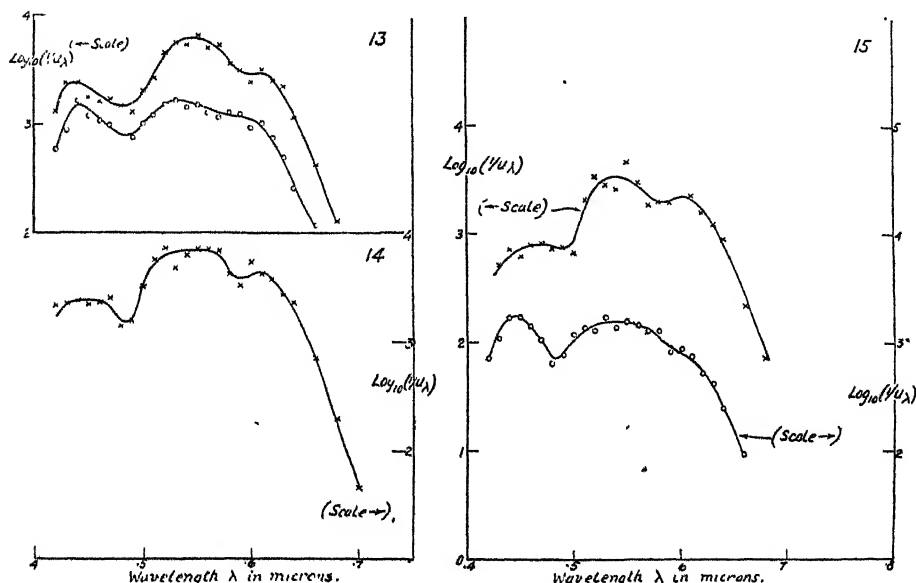 4
13
Log₁₀(1/uλ)
(←Scale)
3
2
4
14
3
Log₁₀(1/uλ)
2
(Scale→)
.4
.5
.6
.7
Wavelength λ in microns.
15
4
5
Log₁₀(1/uλ)
(←Scale)
4
3
2
3
Log₁₀(1/uλ)
(Scale→)
1
2
0
.4
.5
.6
.7
.8
Wavelength λ in microns.